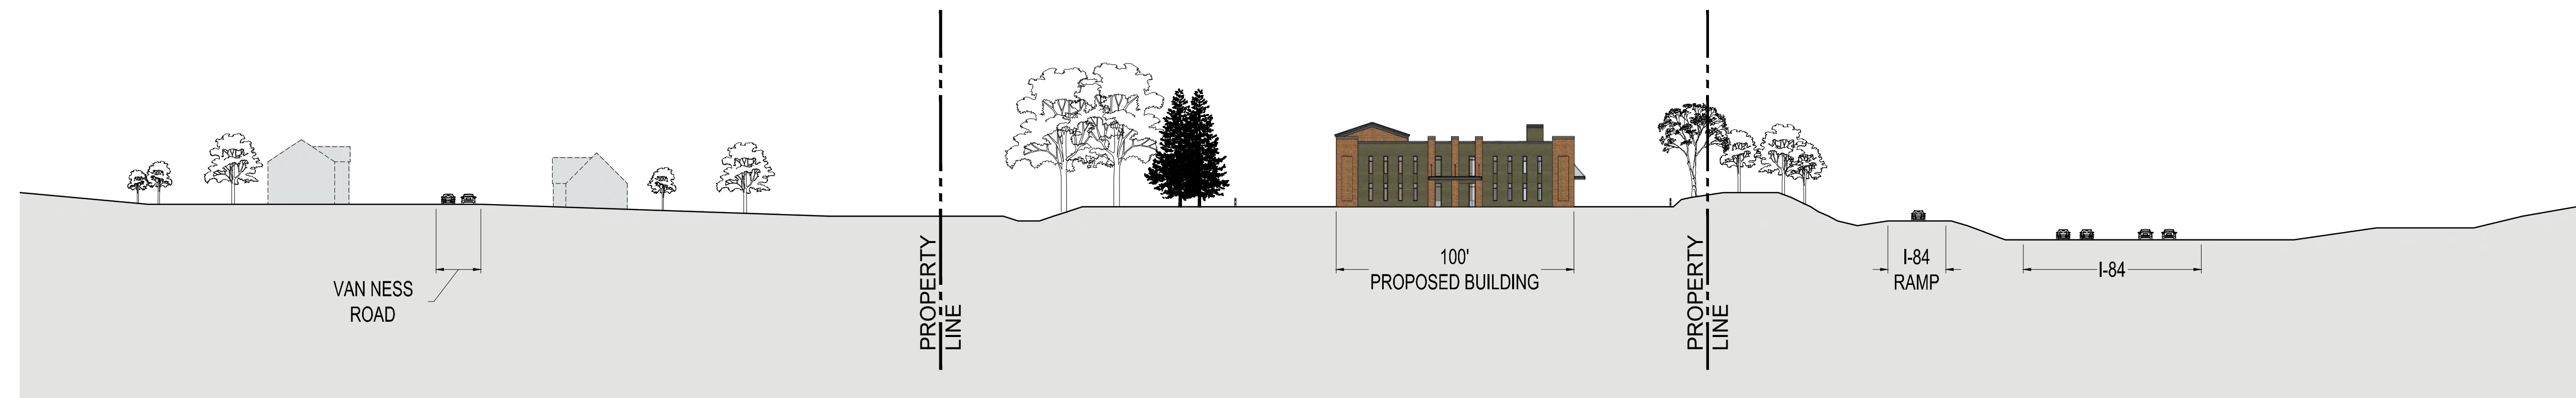 VAN NESS
ROAD
PROPERTY
LINE
100'
PROPOSED BUILDING
PROPERTY
LINE
I-84
RAMP
I-84